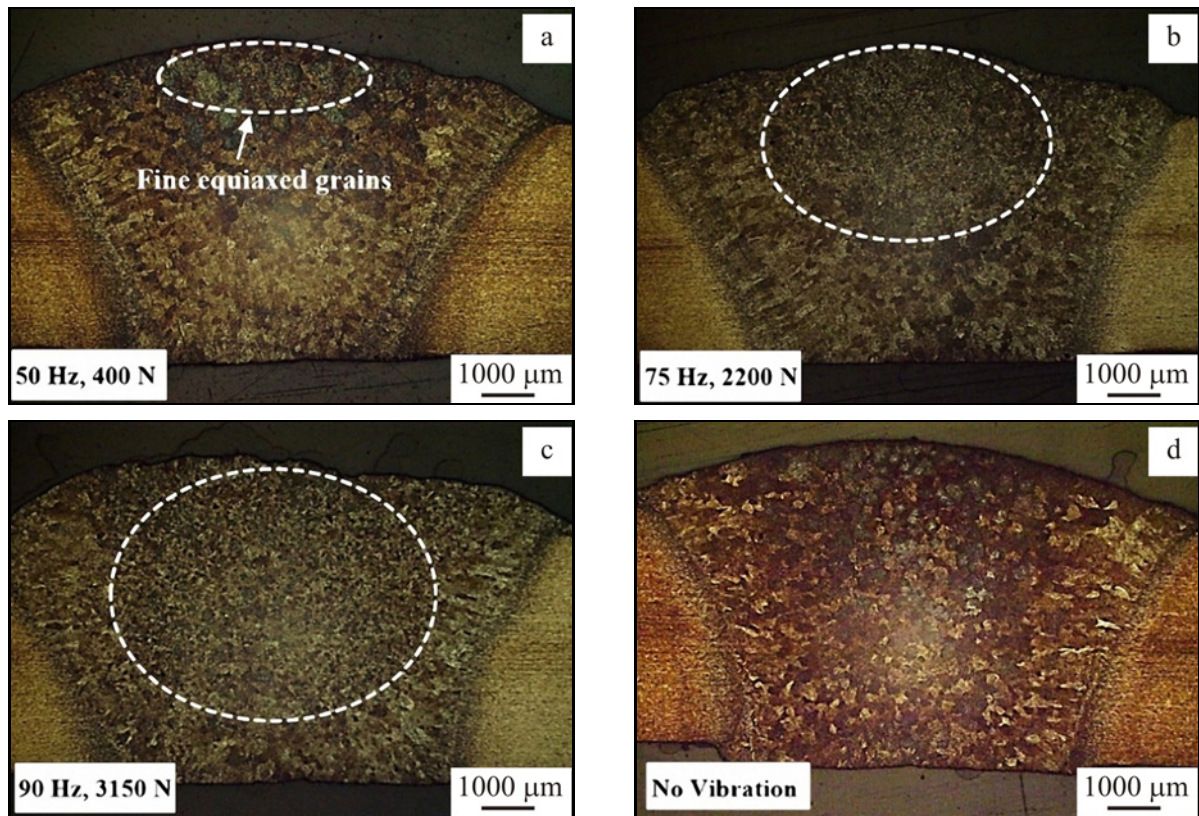 a
Fine equiaxed grains
50 Hz, 400 N
1000 μm
b
75 Hz, 2200 N
1000 μm
c
90 Hz, 3150 N
1000 μm
d
No Vibration
1000 μm